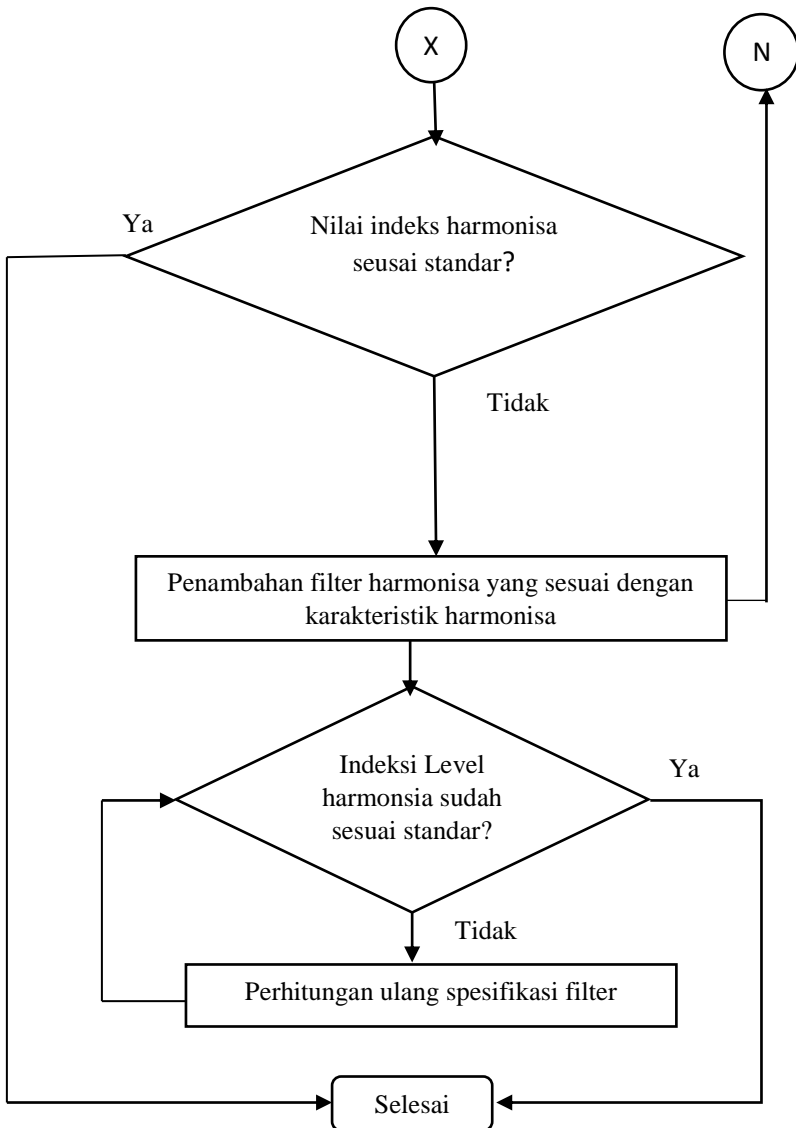 X
N
Ya
Nilai indeks harmonisa
seusai standar?
Tidak
Penambahan filter harmonisa yang sesuai dengan
karakteristik harmonisa
Indeksi Level
harmonsia sudah
sesuai standar?
Ya
Tidak
Perhitungan ulang spesifikasi filter
Selesai